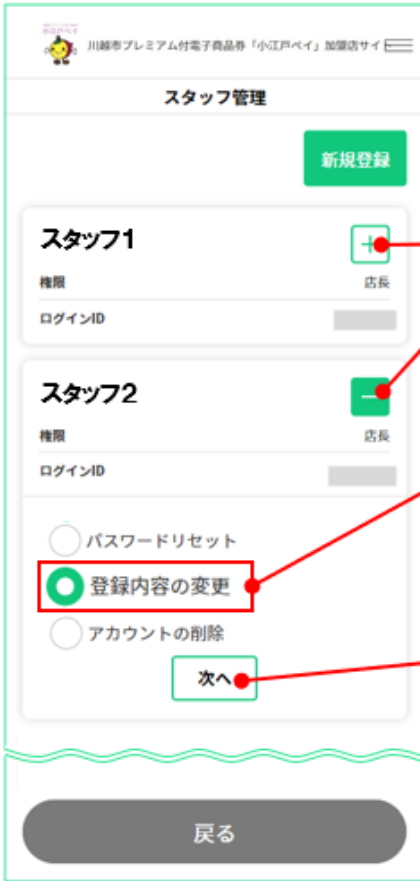 川越市プレミアム付電子商品券「小江戸ペイ」加盟店サイ
スタッフ管理
新規登録
スタッフ1
権限
店長
ログインID
スタッフ2
権限
店長
ログインID
パスワードリセット
登録内容の変更
アカウントの削除
次へ
戻る